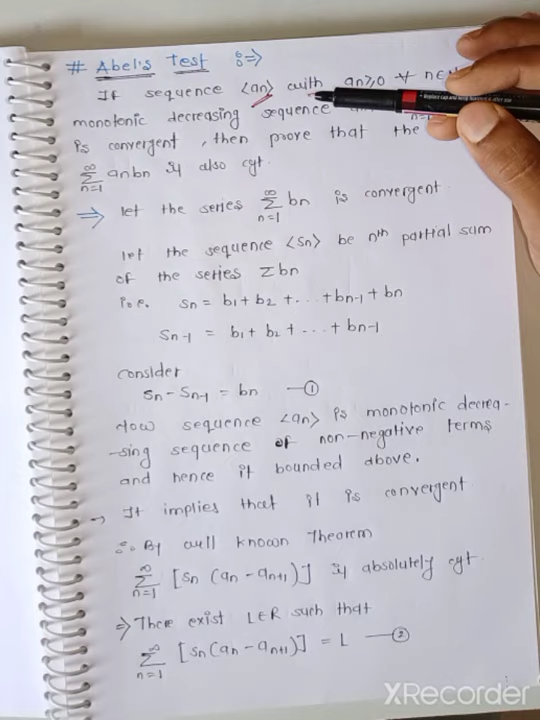 # Abel's Test :⇒
If sequence <an> with an≥0 ∀ n∈
monotonic decreasing sequence
is convergent, then prove that the
∞
Σ anbn is also cgt.
n=1
⇒ let the series ∞Σn=1 bn is convergent.
let the sequence <sn> be nth partial sum
of the series Σbn
i.e. sn = b1 + b2 + ... + bn-1 + bn
sn-1 = b1 + b2 + ... + bn-1
consider
sn - sn-1 = bn —①
Now sequence <an> is monotonic decrea-
-sing sequence of non-negative terms
and hence it bounded above.
→ It implies that it is convergent
∴ By well known Theorem
∞
Σ [sn (an - an+1)] is absolutely cgt.
n=1
⇒ There exist L∈R such that
∞
Σ [sn (an - an+1)] = L —②
n=1
XRecorder